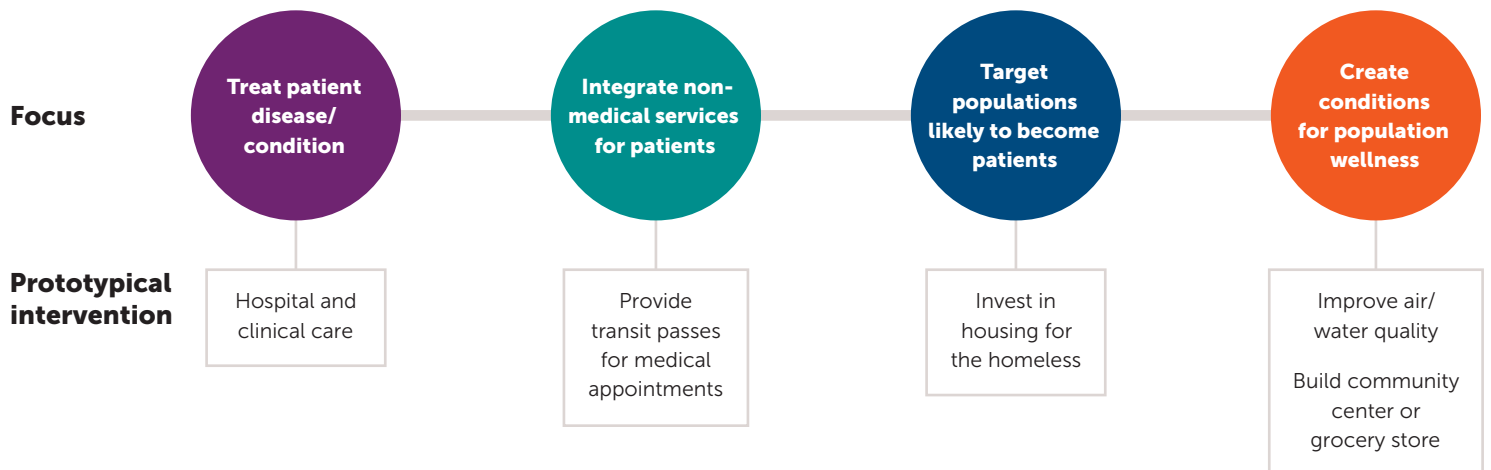 Focus
Treat patient
disease/
condition
Integrate non-
medical services
for patients
Target
populations
likely to become
patients
Create
conditions
for population
wellness
Prototypical
intervention
Hospital and
clinical care
Provide
transit passes
for medical
appointments
Invest in
housing for
the homeless
Improve air/
water quality
Build community
center or
grocery store